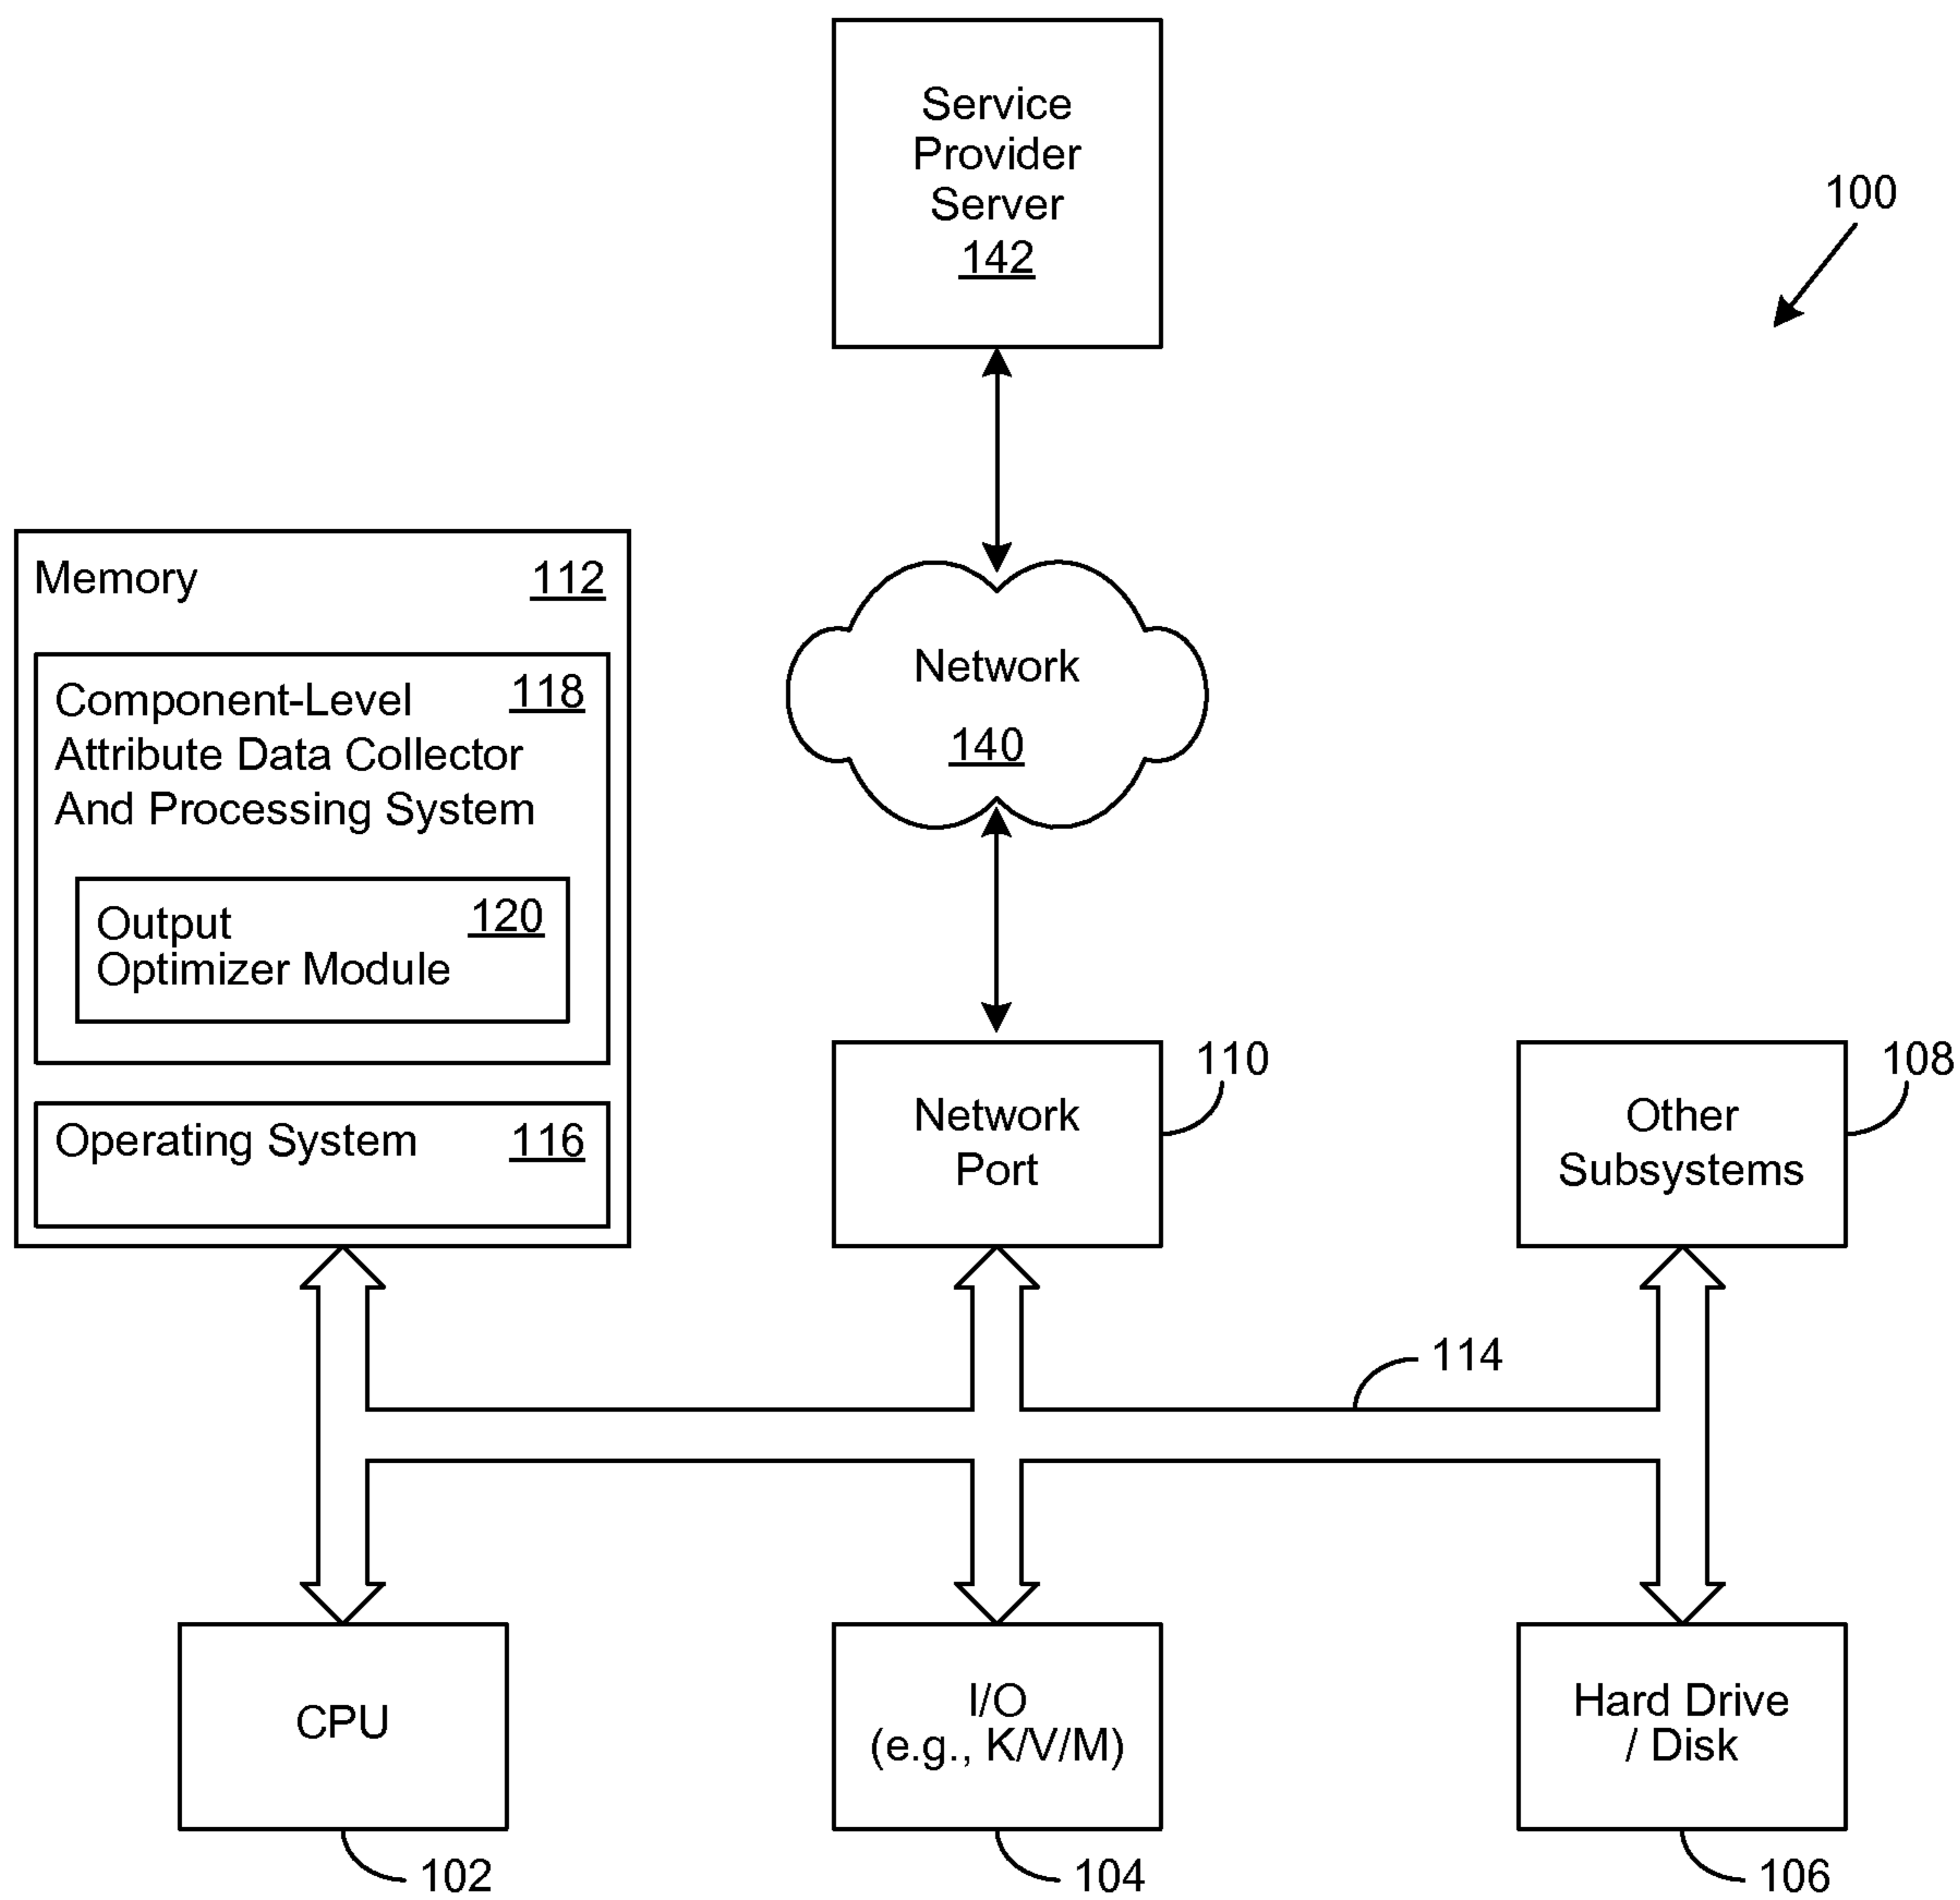 Service
Provider
Server
142
100
Memory 112
Component-Level 118
Attribute Data Collector
And Processing System
Output 120
Optimizer Module
Operating System 116
Network
140
Network
Port
110
Other
Subsystems
108
114
CPU
102
I/O
(e.g., K/V/M)
104
Hard Drive
/ Disk
106